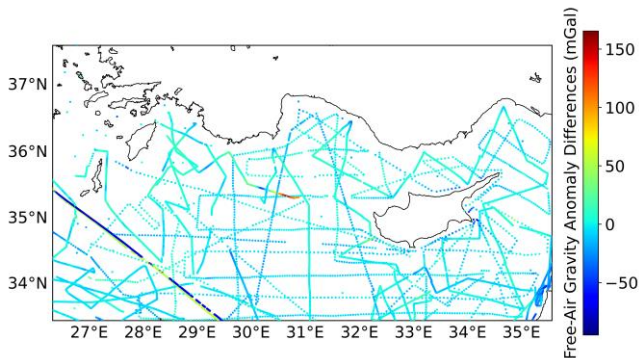 37°N
36°N
35°N
34°N
27°E 28°E 29°E 30°E 31°E 32°E 33°E 34°E 35°E
150
100
50
0
−50
Free-Air Gravity Anomaly Differences (mGal)